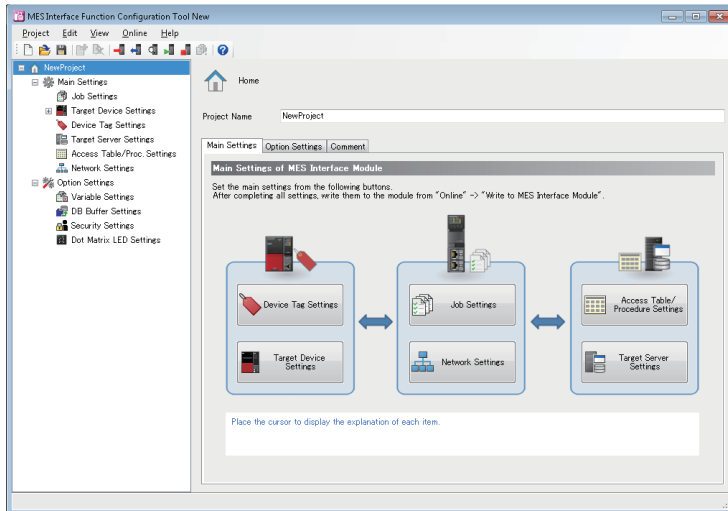 MES Interface Function Configuration Tool New
Project Edit View Online Help
NewProject
Main Settings
Job Settings
Target Device Settings
Device Tag Settings
Target Server Settings
Access Table/Proc. Settings
Network Settings
Option Settings
Variable Settings
DB Buffer Settings
Security Settings
Dot Matrix LED Settings
Home
Project Name NewProject
Main Settings Option Settings Comment
Main Settings of MES Interface Module
Set the main settings from the following buttons.
After completing all settings, write them to the module from "Online" -> "Write to MES Interface Module".
Device Tag Settings
Target Device
Settings
Job Settings
Network Settings
Access Table/
Procedure Settings
Target Server
Settings
Place the cursor to display the explanation of each item.